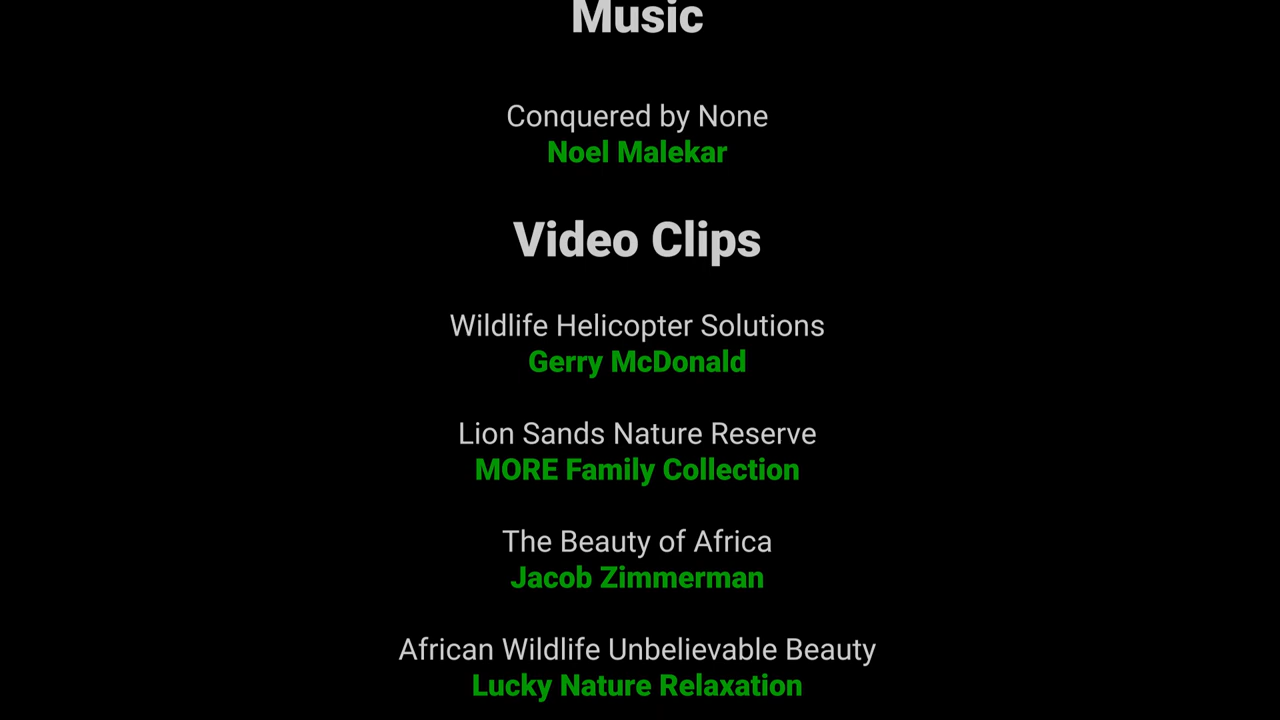 Music
Conquered by None
Noel Malekar
Video Clips
Wildlife Helicopter Solutions
Gerry McDonald
Lion Sands Nature Reserve
MORE Family Collection
The Beauty of Africa
Jacob Zimmerman
African Wildlife Unbelievable Beauty
Lucky Nature Relaxation